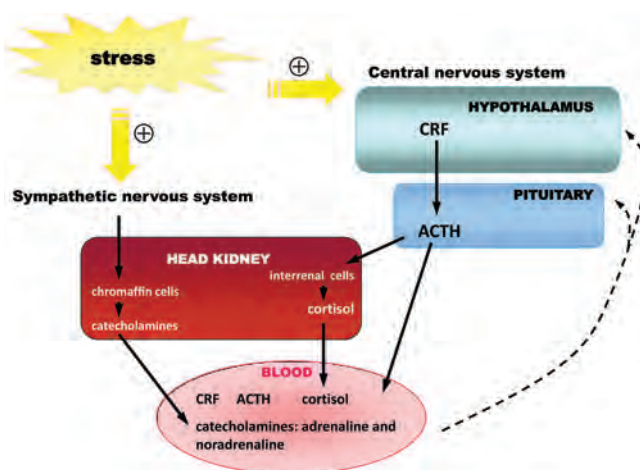 stress
⊕
⊕
Central nervous system
HYPOTHALAMUS
CRF
Sympathetic nervous system
PITUITARY
ACTH
HEAD KIDNEY
interrenal cells
chromaffin cells
cortisol
catecholamines
BLOOD
CRF ACTH cortisol
catecholamines: adrenaline and
noradrenaline